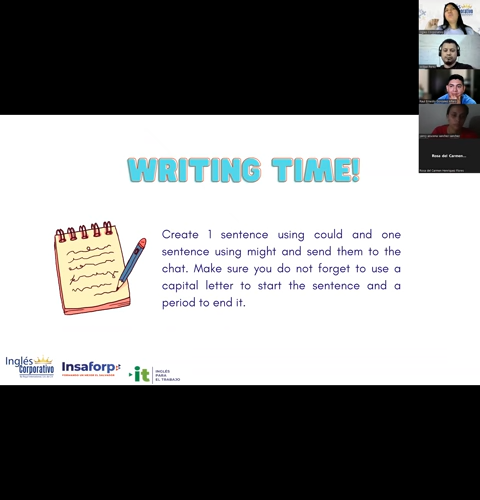 WRITING TIME!
Create 1 sentence using could and one
sentence using might and send them to the
chat. Make sure you do not forget to use a
capital letter to start the sentence and a
period to end it.
Inglés
Corporativo
Insaforp
it
INGLÉS
PARA
EL TRABAJO
Rosa del Carmen...